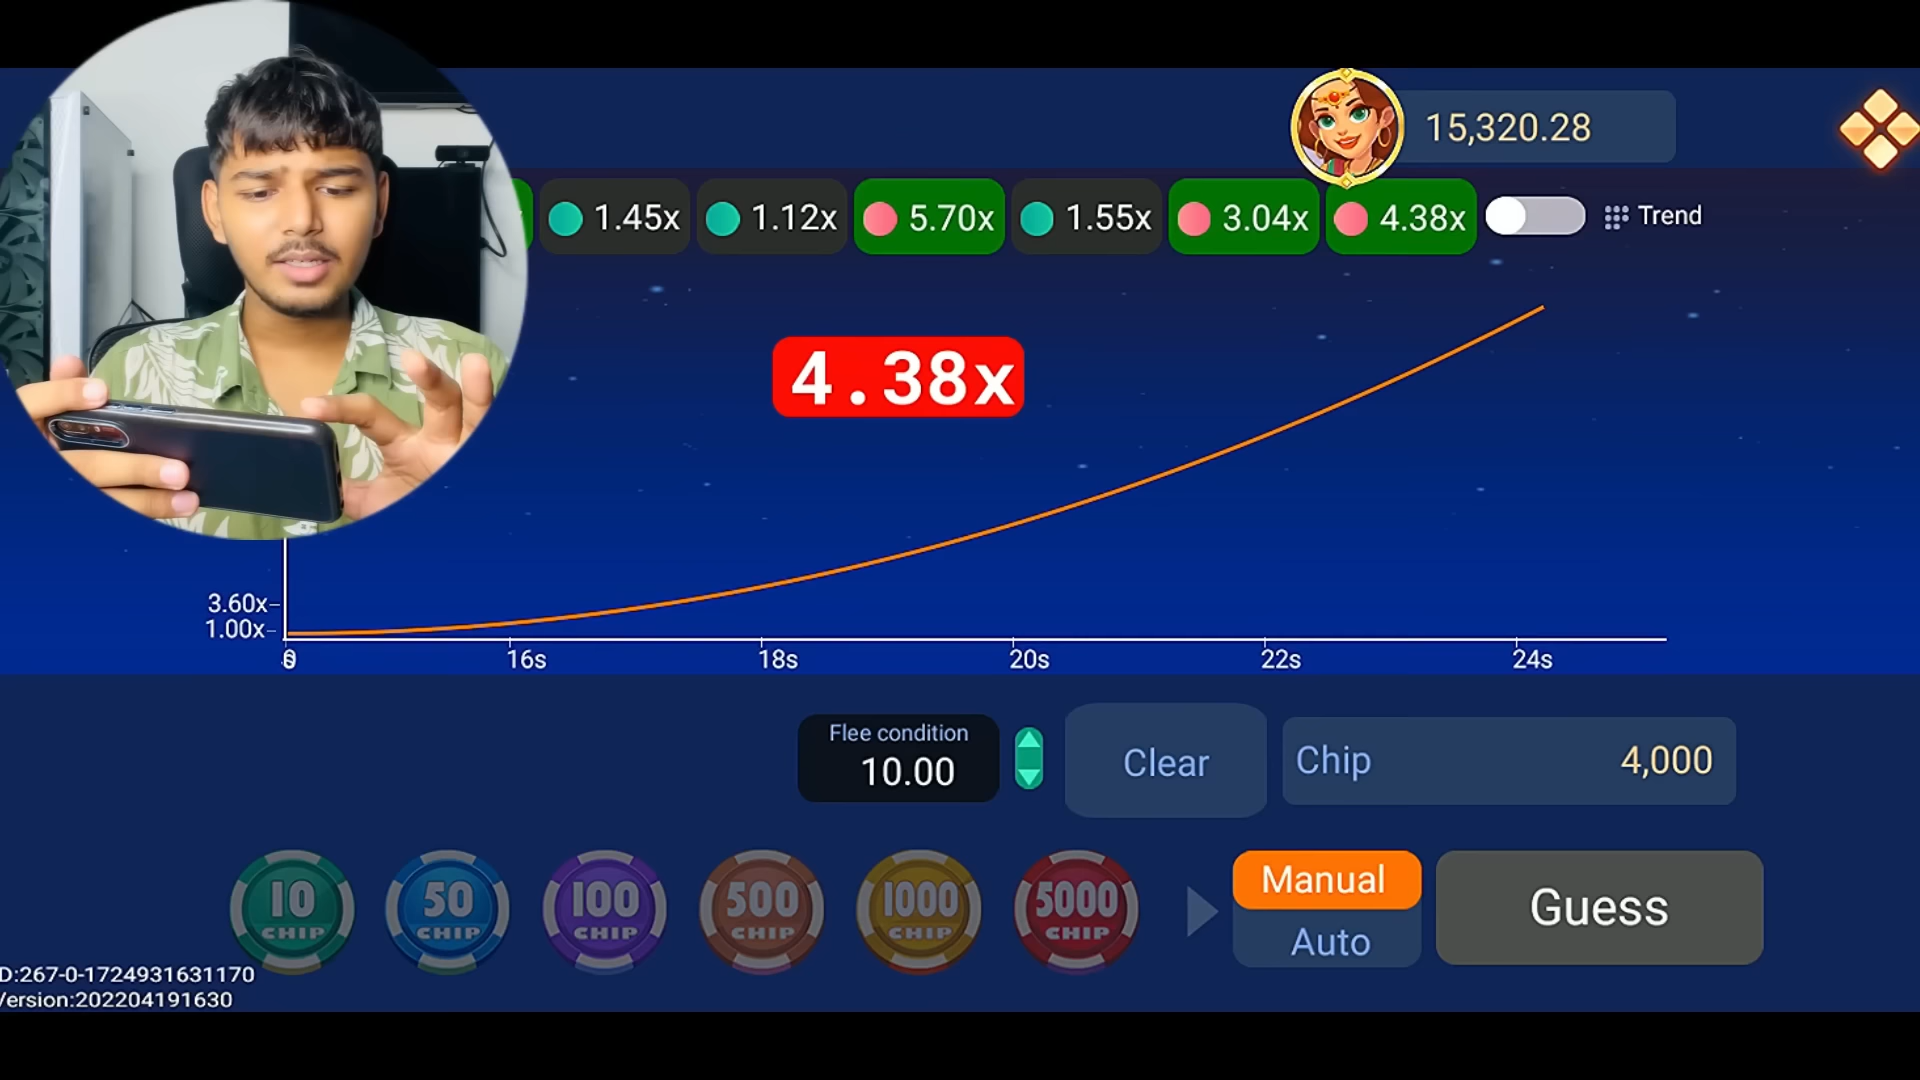 15,320.28
1.45x 1.12x 5.70x 1.55x 3.04x 4.38x Trend
4.38x
3.60x
1.00x
16s 18s 20s 22s 24s
Flee condition
10.00
Clear
Chip 4,000
10 CHIP
50 CHIP
100 CHIP
500 CHIP
1000 CHIP
5000 CHIP
Manual
Auto
Guess
D:267-0-1724931631170
Version:202204191630